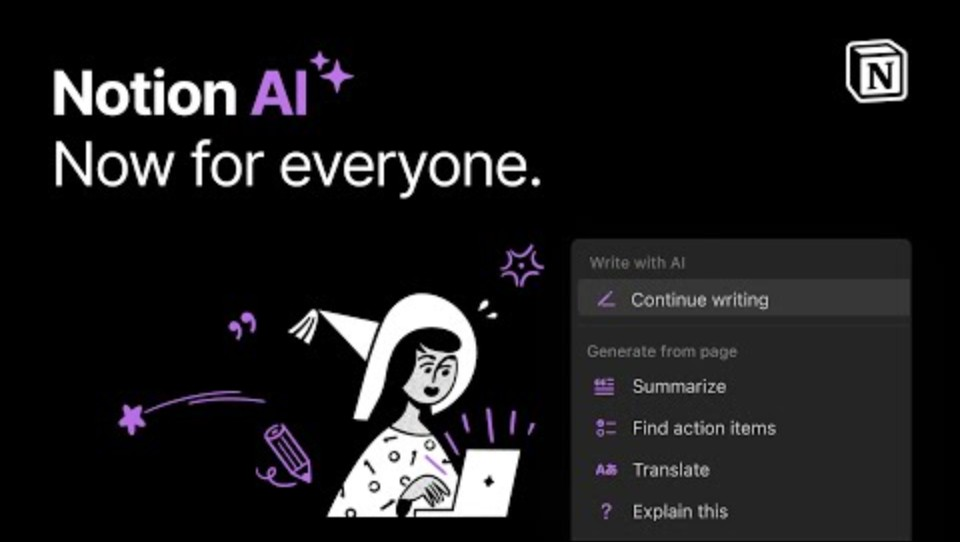 Notion AI
Now for everyone.
N
Write with AI
Continue writing
Generate from page
Summarize
Find action items
Translate
Explain this